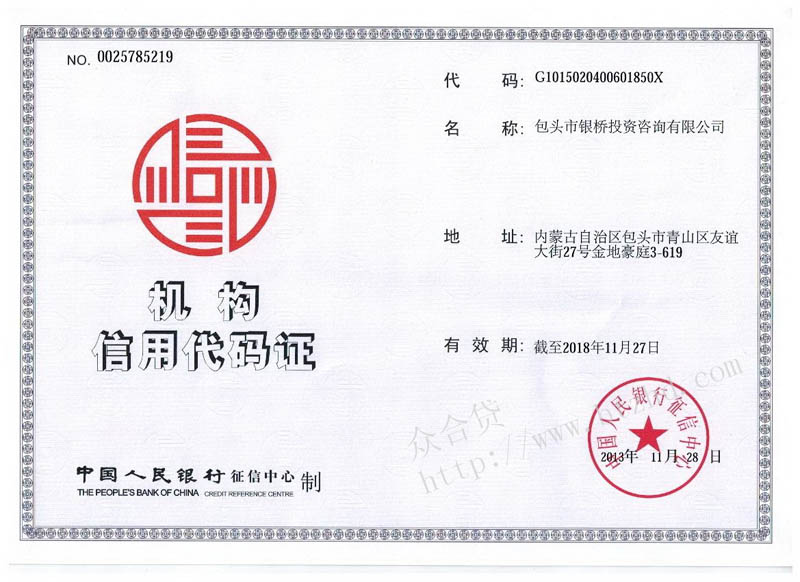 NO. 0025785219
代 码: G1015020400601850X
名 称: 包头市银桥投资咨询有限公司
地 址: 内蒙古自治区包头市青山区友谊
大街27号金地豪庭3-619
机 构
信用代码证
有 效 期: 截至2018年11月27日
中国人民银行征信中心
2013年 11月 28 日
中国人民银行征信中心 制
THE PEOPLE'S BANK OF CHINA CREDIT REFERENCE CENTRE
众合贷